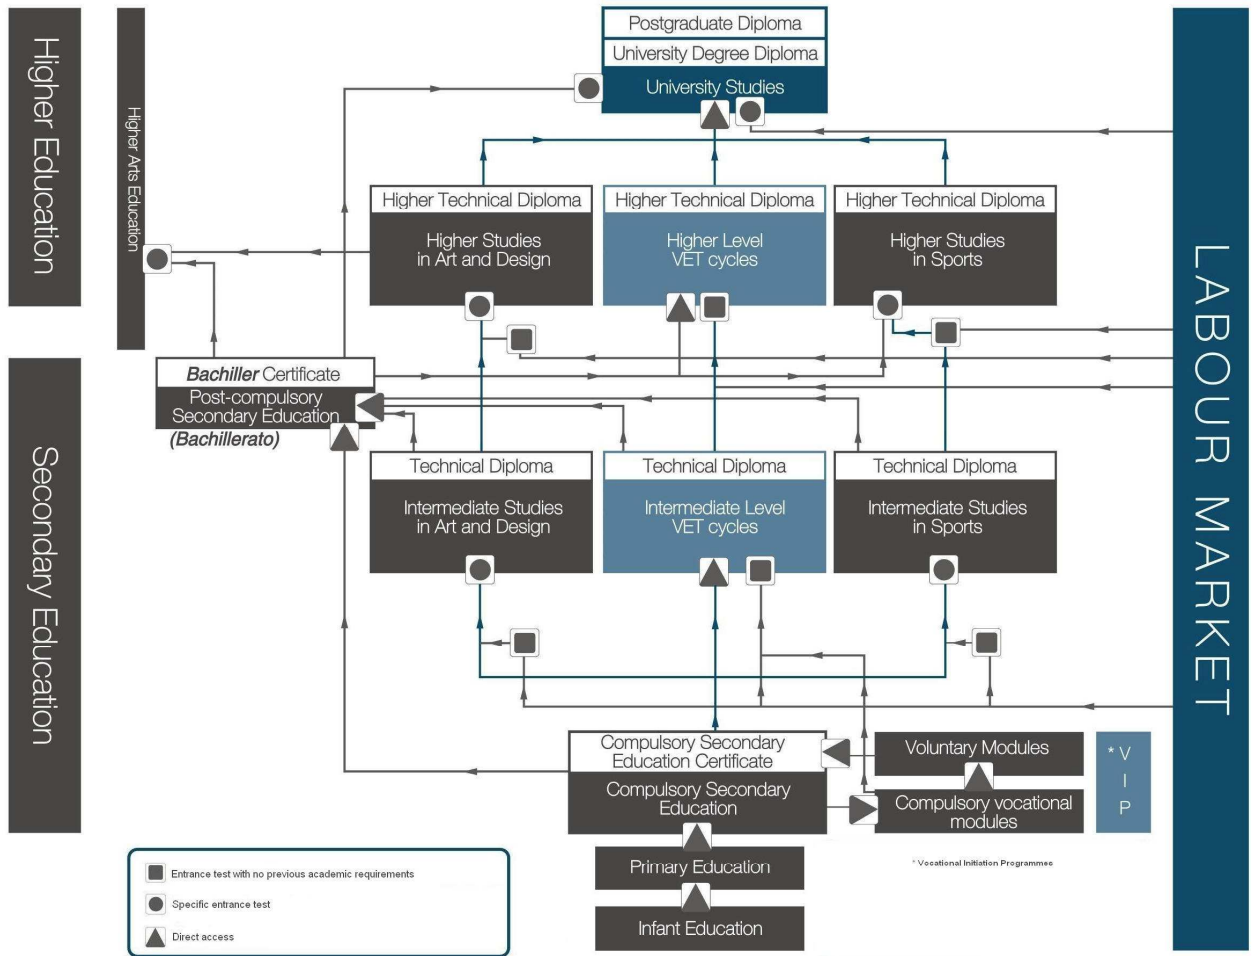 Higher Education
Secondary Education
Higher Arts Education
Postgraduate Diploma
University Degree Diploma
University Studies
Higher Technical Diploma
Higher Studies
in Art and Design
Higher Technical Diploma
Higher Level
VET cycles
Higher Technical Diploma
Higher Studies
in Sports
Bachiller Certificate
Post-compulsory
Secondary Education
(Bachillerato)
Technical Diploma
Intermediate Studies
in Art and Design
Technical Diploma
Intermediate Level
VET cycles
Technical Diploma
Intermediate Studies
in Sports
Compulsory Secondary
Education Certificate
Compulsory Secondary
Education
Voluntary Modules
Compulsory vocational
modules
* V
I
P
Primary Education
Infant Education
* Vocational Initiation Programmes
LABOUR MARKET
Entrance test with no previous academic requirements
Specific entrance test
Direct access